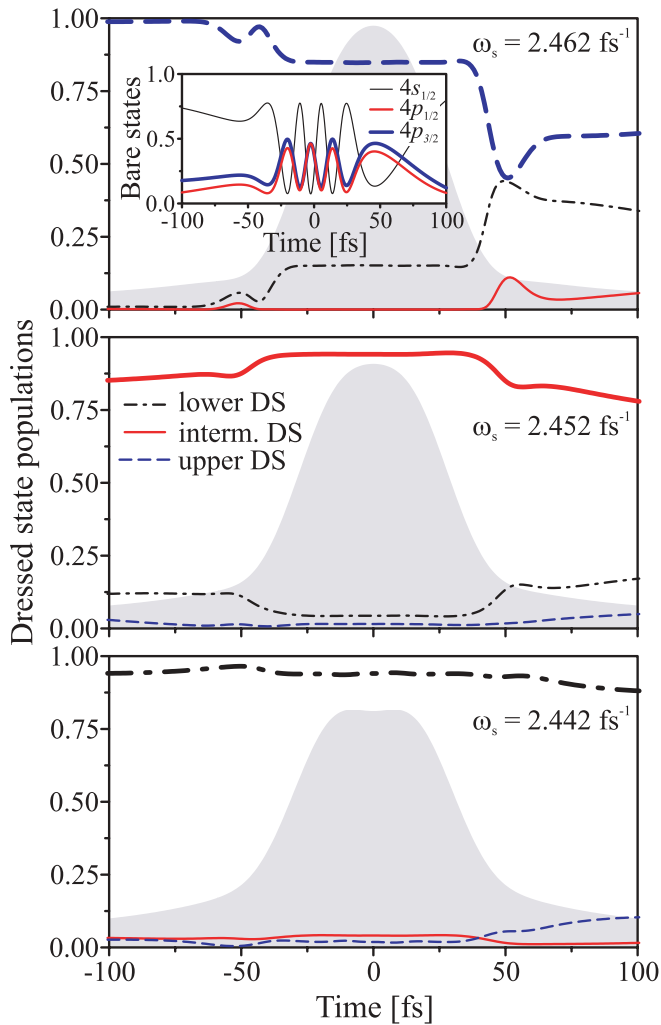 1.00
ωs = 2.462 fs-1
0.75
0.50
0.25
0.00
1.0
0.5
0.0
Bare states
4s1/2
4p1/2
4p3/2
-100
-50
0
50
100
Time [fs]
1.00
0.75
0.50
0.25
0.00
lower DS
interm. DS
upper DS
ωs = 2.452 fs-1
Dressed state populations
1.00
0.75
0.50
0.25
0.00
ωs = 2.442 fs-1
-100
-50
0
50
100
Time [fs]